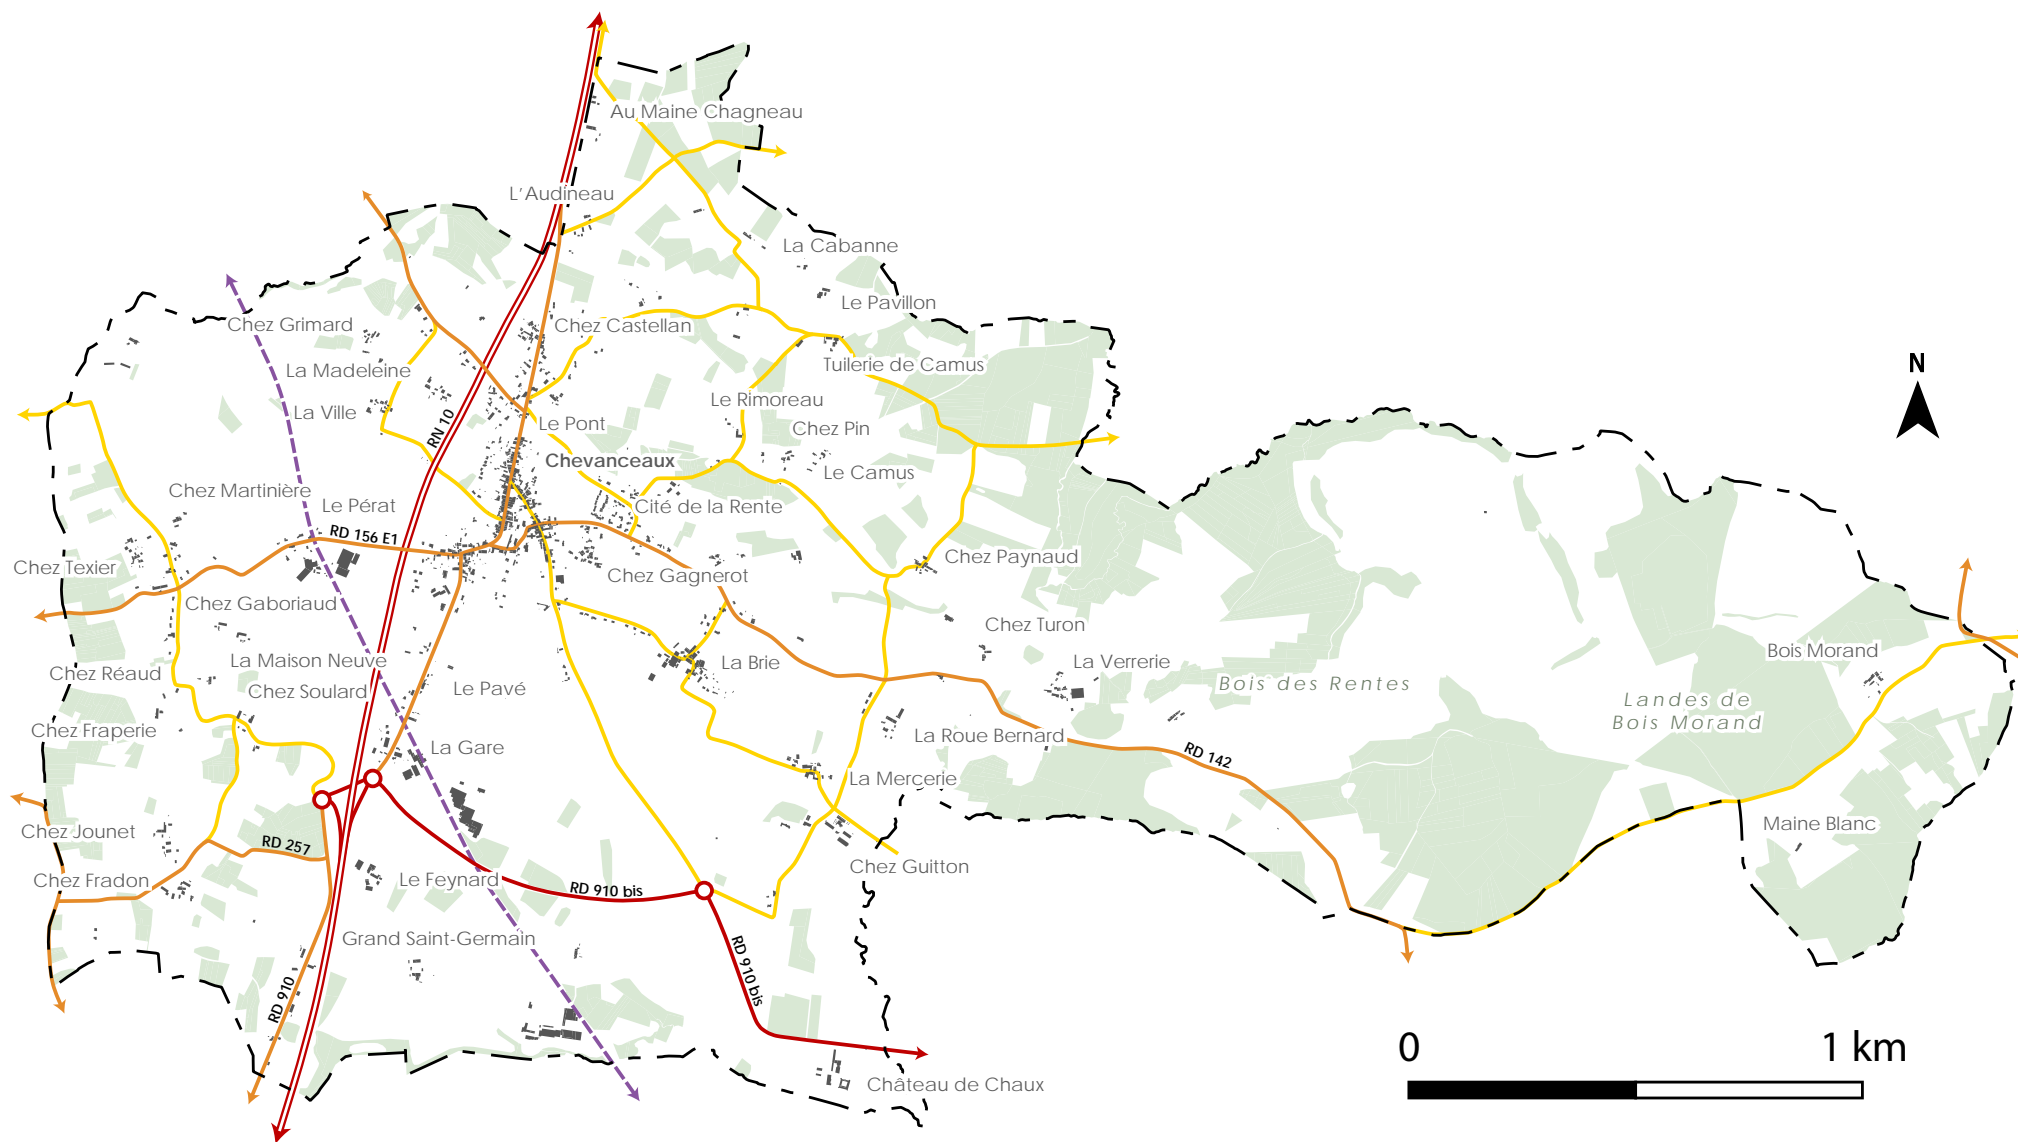 Au Maine Chagneau
L'Audineau
La Cabanne
Le Pavillon
Chez Grimard
Chez Castellan
N
La Madeleine
Tuilerie de Camus
La Ville
Le Rimoreau
RN 10
Le Pont
Chez Pin
Chevanceaux
Le Camus
Chez Martinière
Le Pérat
Cité de la Rente
RD 156 E1
Chez Texier
Chez Gagnerot
Chez Paynaud
Chez Gaboriaud
Chez Turon
La Maison Neuve
La Brie
La Verrerie
Bois Morand
Chez Réaud
Chez Soulard
Le Pavé
Bois des Rentes
Landes de
Bois Morand
Chez Fraperie
La Gare
La Roue Bernard
RD 142
La Mercerie
Chez Jounet
RD 257
Maine Blanc
Chez Fradon
Le Feynard
RD 910 bis
Chez Guitton
Grand Saint-Germain
RD 910
RD 910 bis
0
1 km
Château de Chaux